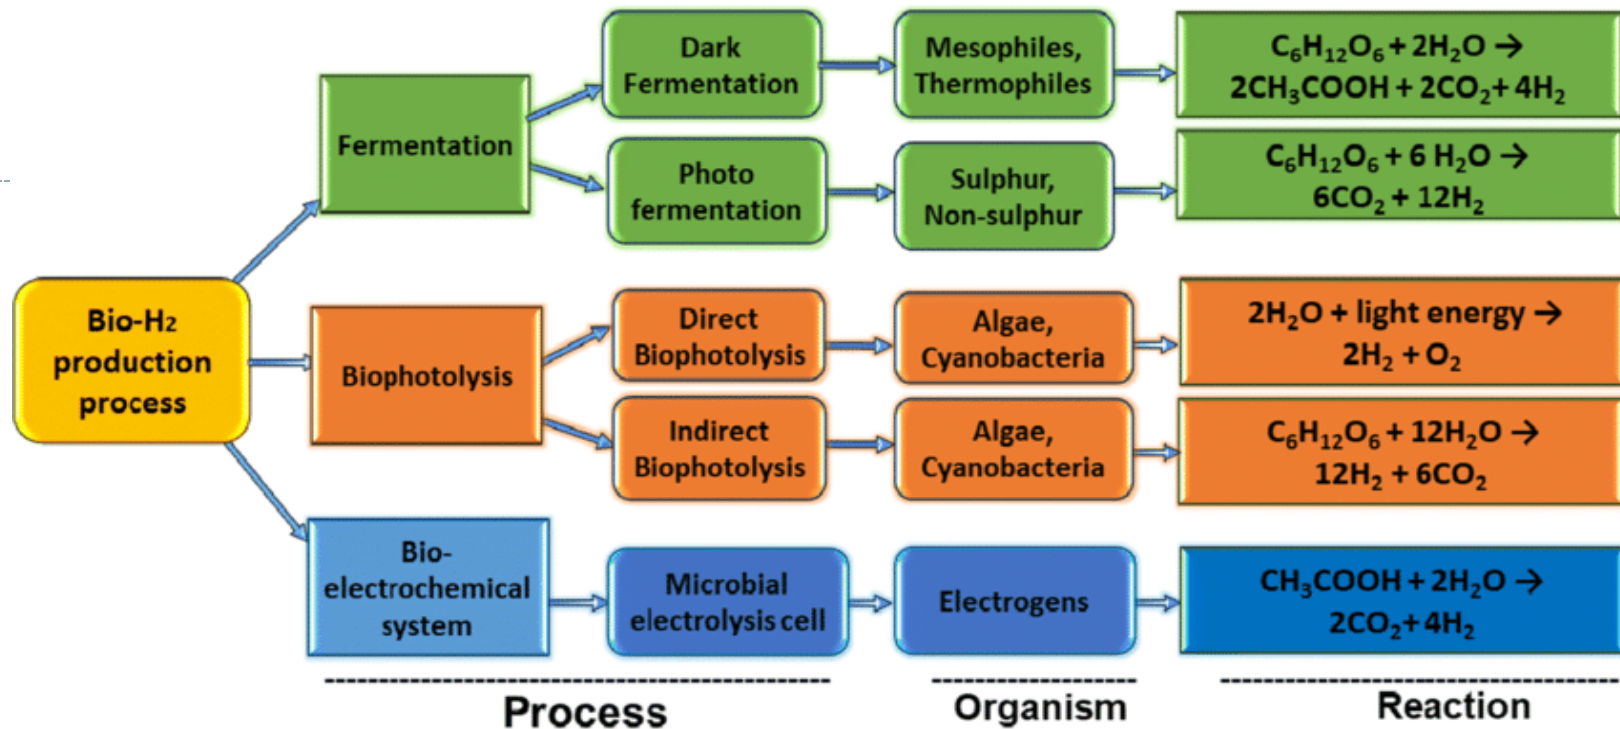 Bio-H2
production
process
Fermentation
Dark
Fermentation
Mesophiles,
Thermophiles
C₆H₁₂O₆ + 2H₂O →
2CH₃COOH + 2CO₂+ 4H₂
Photo
fermentation
Sulphur,
Non-sulphur
C₆H₁₂O₆ + 6 H₂O →
6CO₂ + 12H₂
Biophotolysis
Direct
Biophotolysis
Algae,
Cyanobacteria
2H₂O + light energy →
2H₂ + O₂
Indirect
Biophotolysis
Algae,
Cyanobacteria
C₆H₁₂O₆ + 12H₂O →
12H₂ + 6CO₂
Bio-
electrochemical
system
Microbial
electrolysis cell
Electrogens
CH₃COOH + 2H₂O →
2CO₂+ 4H₂
Process
Organism
Reaction